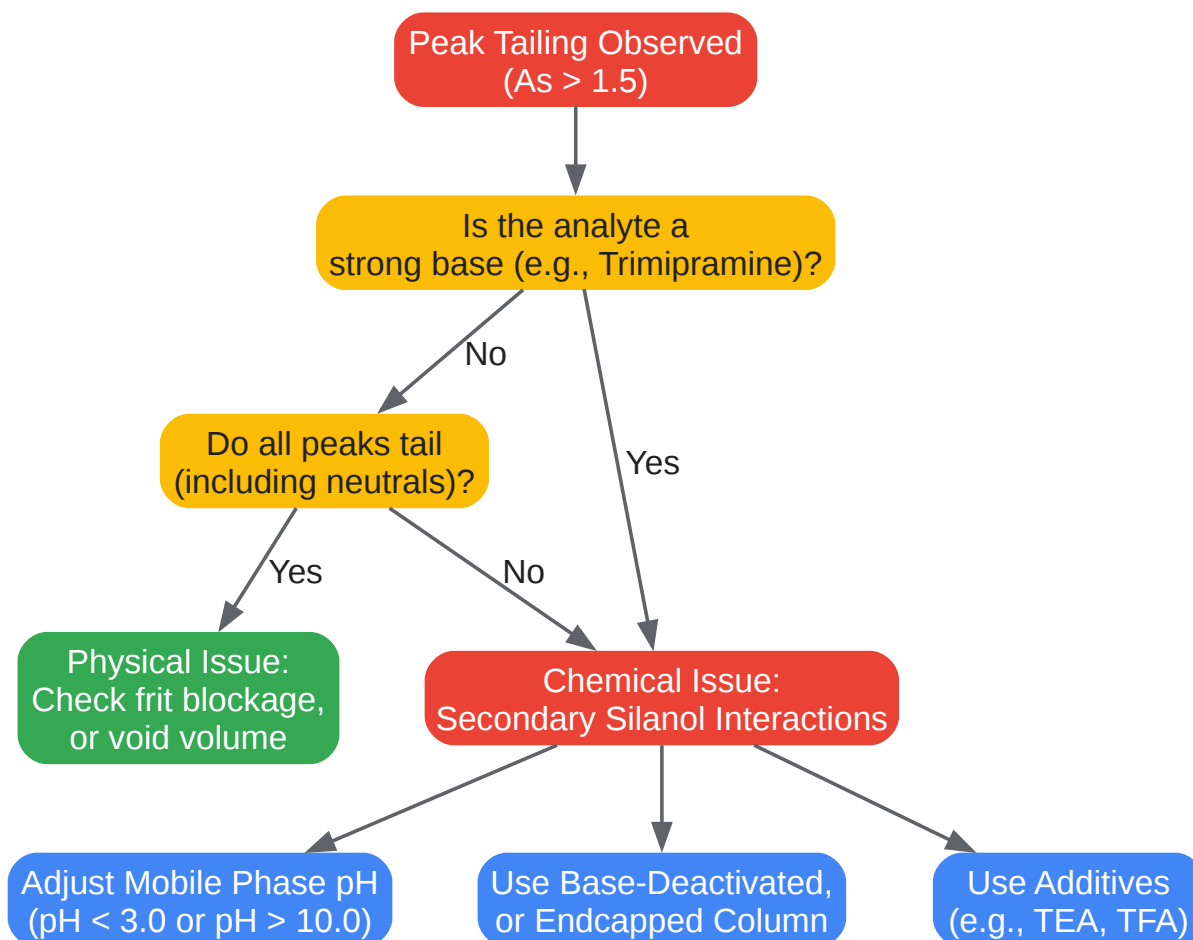 Peak Tailing Observed
(As > 1.5)
Is the analyte a
strong base (e.g., Trimipramine)?
No
Yes
Do all peaks tail
(including neutrals)?
Yes
No
Physical Issue:
Check frit blockage,
or void volume
Chemical Issue:
Secondary Silanol Interactions
Adjust Mobile Phase pH
(pH < 3.0 or pH > 10.0)
Use Base-Deactivated,
or Endcapped Column
Use Additives
(e.g., TEA, TFA)